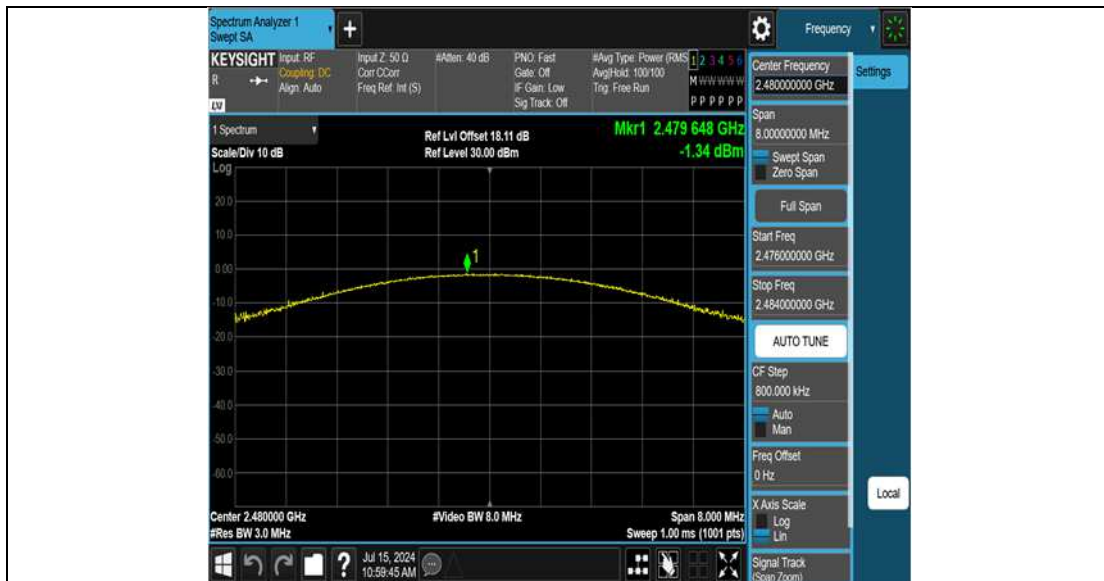 Spectrum Analyzer 1
Swept SA
+
Frequency
KEYSIGHT
R
LXI
Input: RF
Coupling: DC
Align: Auto
Input Z: 50 Ω
Corr CCorr
Freq Ref: Int (S)
#Atten: 40 dB
PNO: Fast
Gate: Off
IF Gain: Low
Sig Track: Off
#Avg Type: Power (RMS
Avg|Hold: 100/100
Trig: Free Run
1 2 3 4 5 6
M W W W W W
P P P P P P
1 Spectrum
Scale/Div 10 dB
Ref Lvl Offset 18.11 dB
Ref Level 30.00 dBm
Mkr1 2.479 648 GHz
-1.34 dBm
Log
20.0
10.0
0.00
-10.0
-20.0
-30.0
-40.0
-50.0
-60.0
1
Center 2.480000 GHz
#Res BW 3.0 MHz
#Video BW 8.0 MHz
Span 8.000 MHz
Sweep 1.00 ms (1001 pts)
Center Frequency
2.480000000 GHz
Settings
Span
8.00000000 MHz
Swept Span
Zero Span
Full Span
Start Freq
2.476000000 GHz
Stop Freq
2.484000000 GHz
AUTO TUNE
CF Step
800.000 kHz
Auto
Man
Freq Offset
0 Hz
X Axis Scale
Log
Lin
Local
Signal Track
(Span Zoom)
?
Jul 15, 2024
10:59:45 AM